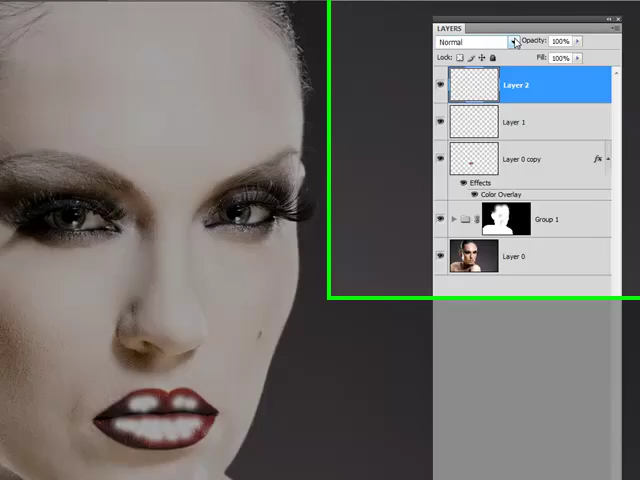 LAYERS
Normal Opacity: 100%
Lock: Fill: 100%
Layer 2
Layer 1
Layer 0 copy fx
Effects
Color Overlay
Group 1
Layer 0